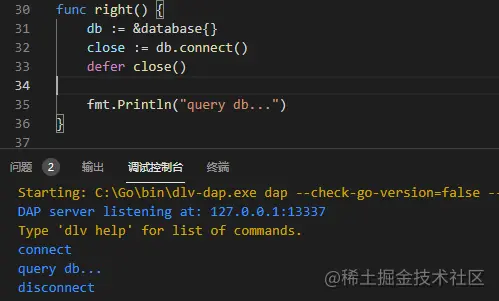 30 func right() {
31 db := &database{}
32 close := db.connect()
33 defer close()
34
35 fmt.Println("query db...")
36 }
37
问题 2 输出 调试控制台 终端
Starting: C:\Go\bin\dlv-dap.exe dap --check-go-version=false --
DAP server listening at: 127.0.0.1:13337
Type 'dlv help' for list of commands.
connect
query db...
disconnect
@稀土掘金技术社区